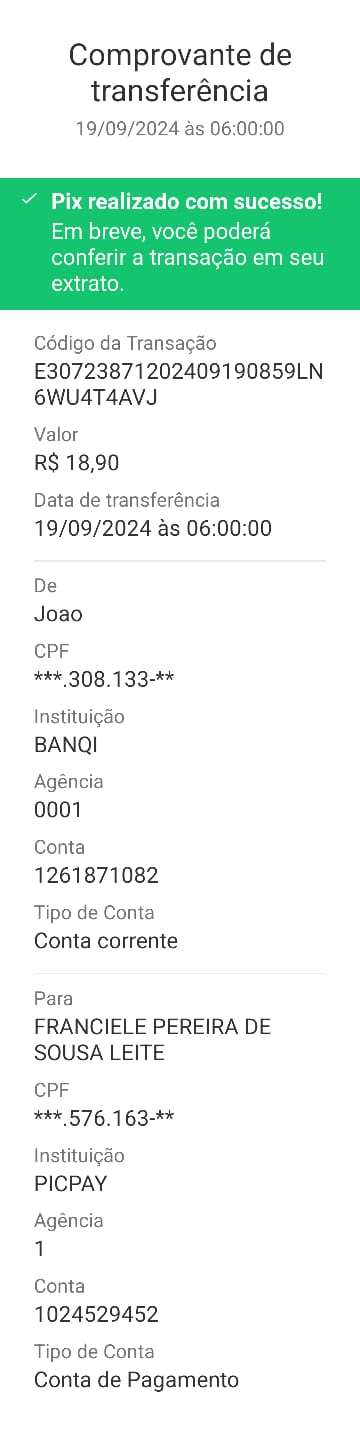 Comprovante de
transferência
19/09/2024 às 06:00:00
Pix realizado com sucesso!
Em breve, você poderá
conferir a transação em seu
extrato.
Código da Transação
E30723871202409190859LN
6WU4T4AVJ
Valor
R$ 18,90
Data de transferência
19/09/2024 às 06:00:00
De
Joao
CPF
***.308.133-**
Instituição
BANQI
Agência
0001
Conta
1261871082
Tipo de Conta
Conta corrente
Para
FRANCIELE PEREIRA DE
SOUSA LEITE
CPF
***.576.163-**
Instituição
PICPAY
Agência
1
Conta
1024529452
Tipo de Conta
Conta de Pagamento